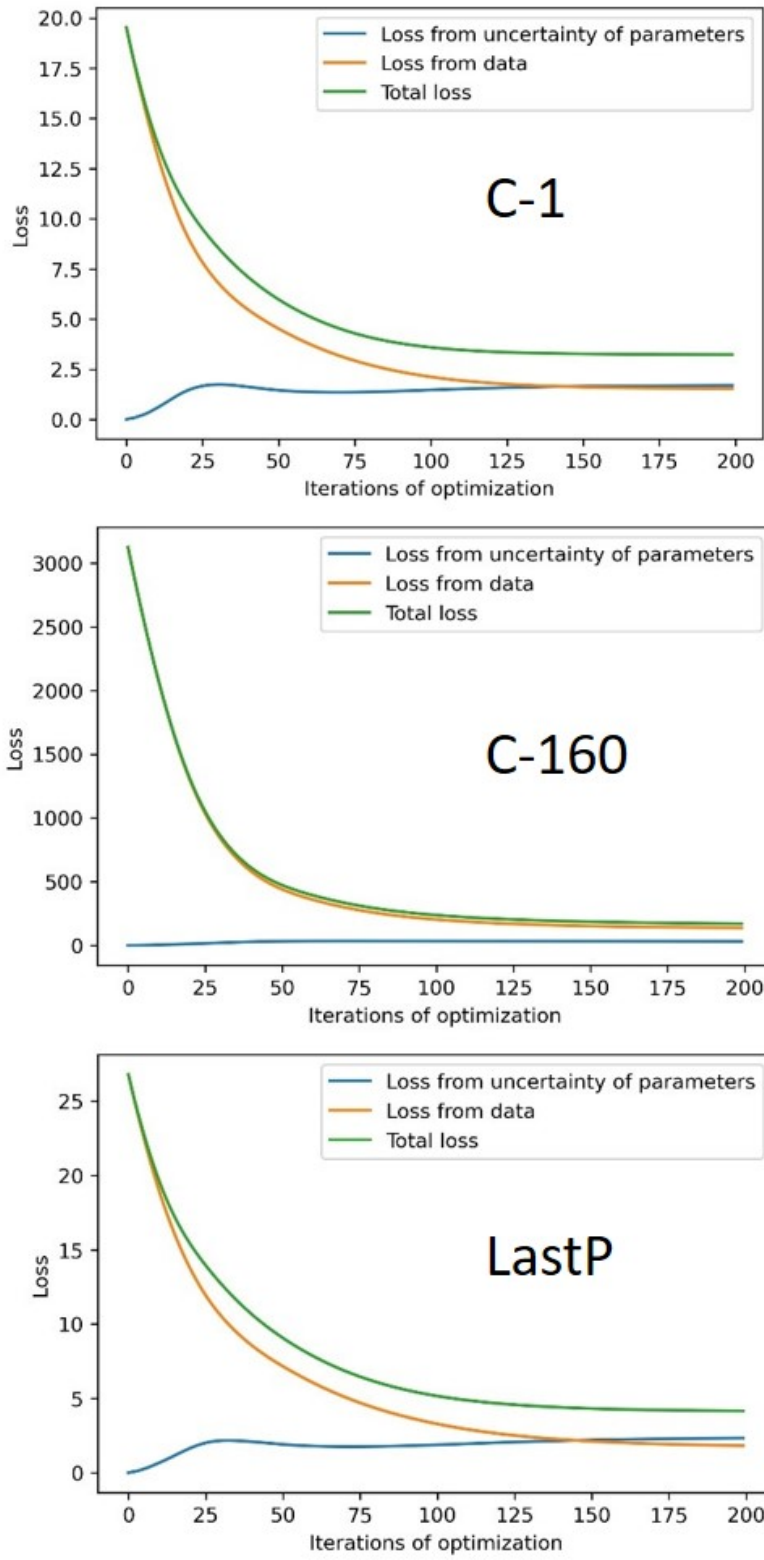 20.0
17.5
15.0
12.5
10.0
7.5
5.0
2.5
0.0
Loss
Loss from uncertainty of parameters
Loss from data
Total loss
C-1
0 25 50 75 100 125 150 175 200
Iterations of optimization
3000
2500
2000
1500
1000
500
0
Loss
Loss from uncertainty of parameters
Loss from data
Total loss
C-160
0 25 50 75 100 125 150 175 200
Iterations of optimization
25
20
15
10
5
0
Loss
Loss from uncertainty of parameters
Loss from data
Total loss
LastP
0 25 50 75 100 125 150 175 200
Iterations of optimization